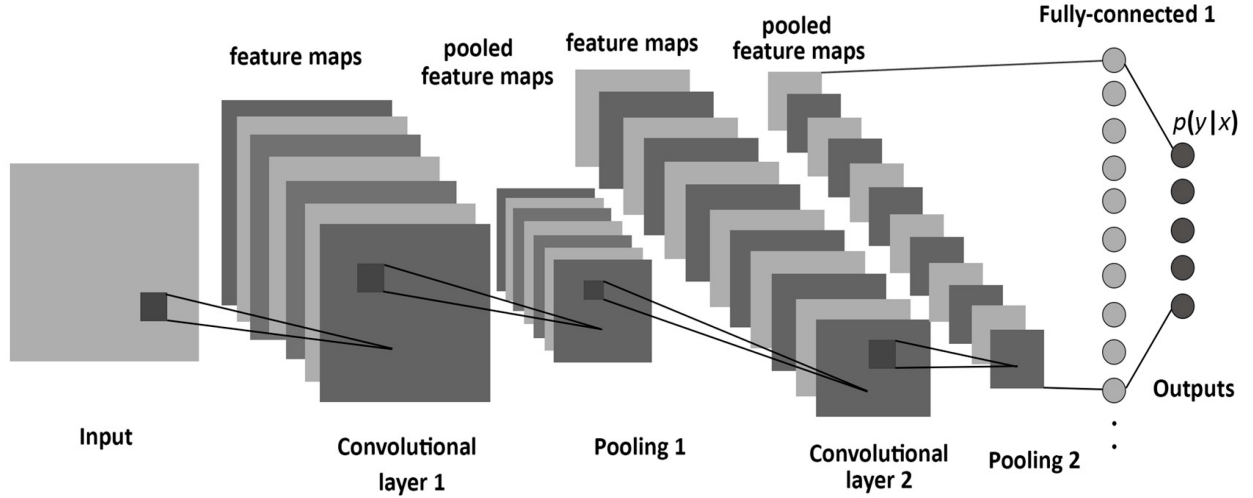 Fully-connected 1
feature maps
pooled
feature maps
feature maps
pooled
feature maps
p(y|x)
Input
Convolutional
layer 1
Pooling 1
Convolutional
layer 2
Pooling 2
Outputs